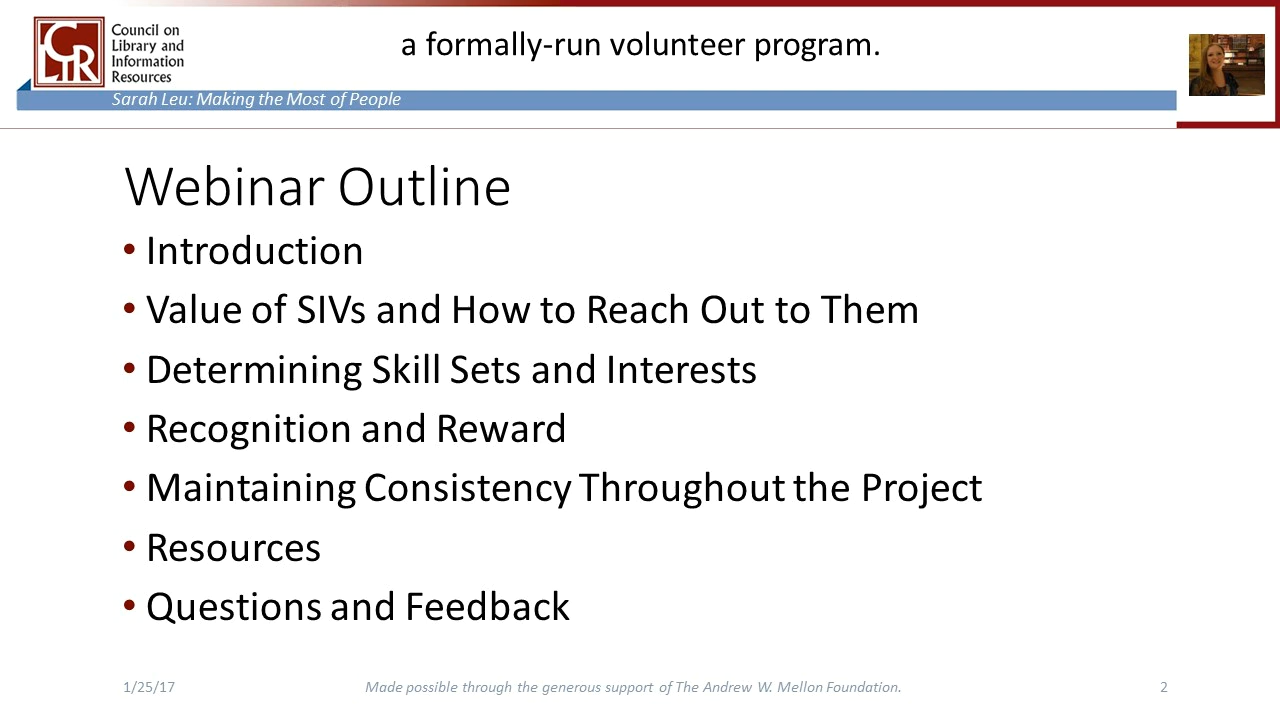 CLIR
Council on
Library and
Information
Resources
a formally-run volunteer program.
Sarah Leu: Making the Most of People
Webinar Outline
• Introduction
• Value of SIVs and How to Reach Out to Them
• Determining Skill Sets and Interests
• Recognition and Reward
• Maintaining Consistency Throughout the Project
• Resources
• Questions and Feedback
1/25/17
Made possible through the generous support of The Andrew W. Mellon Foundation.
2